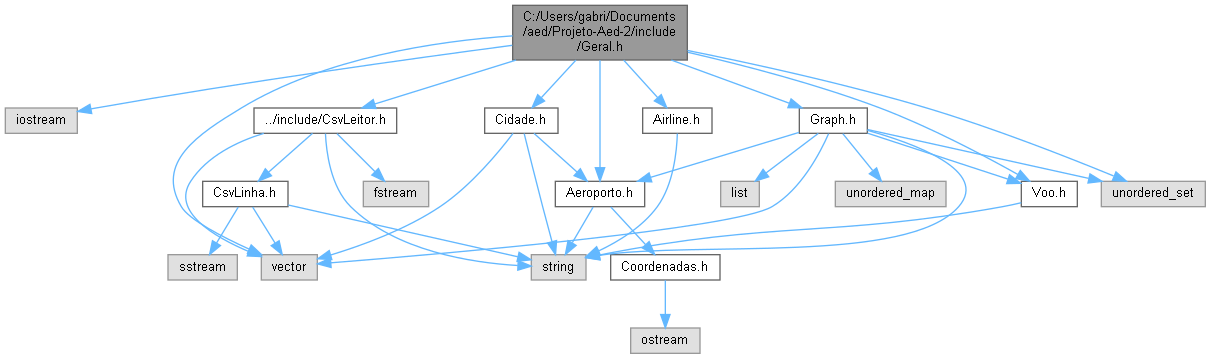 C:/Users/gabri/Documents
/aed/Projeto-Aed-2/include
/Geral.h
iostream
../include/CsvLeitor.h
Cidade.h
Airline.h
Graph.h
CsvLinha.h
fstream
Aeroporto.h
list
unordered_map
Voo.h
unordered_set
sstream
vector
string
Coordenadas.h
ostream